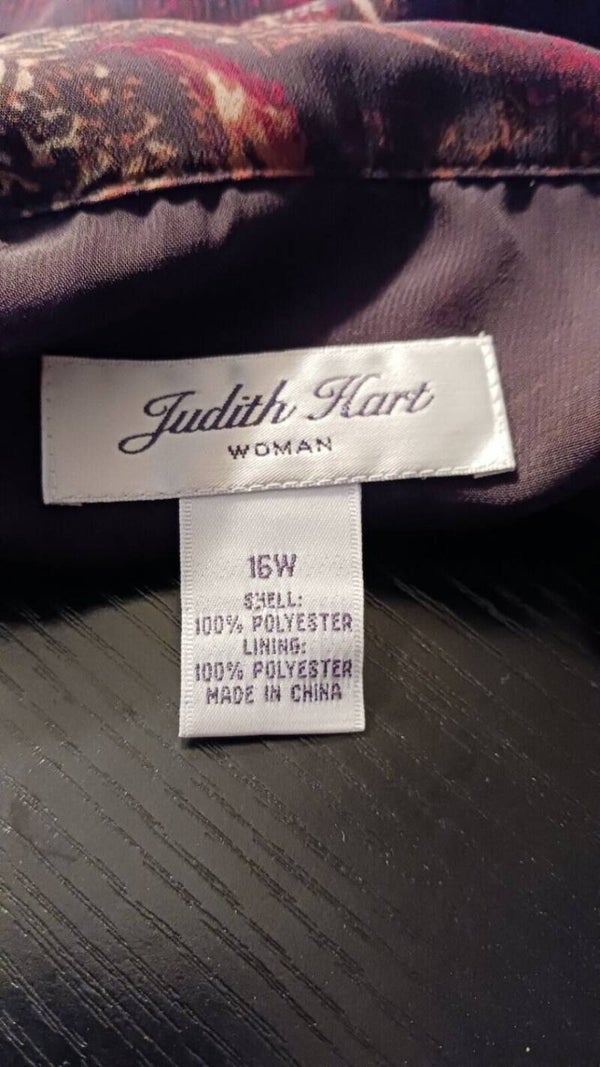 Judith Hart
WOMAN
16W
SHELL:
100% POLYESTER
LINING:
100% POLYESTER
MADE IN CHINA